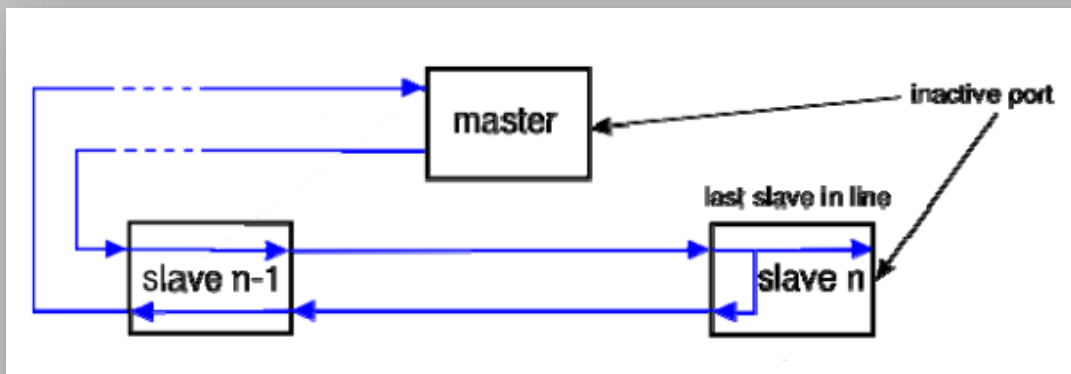 master
inactive port
last slave in line
slave n-1
slave n